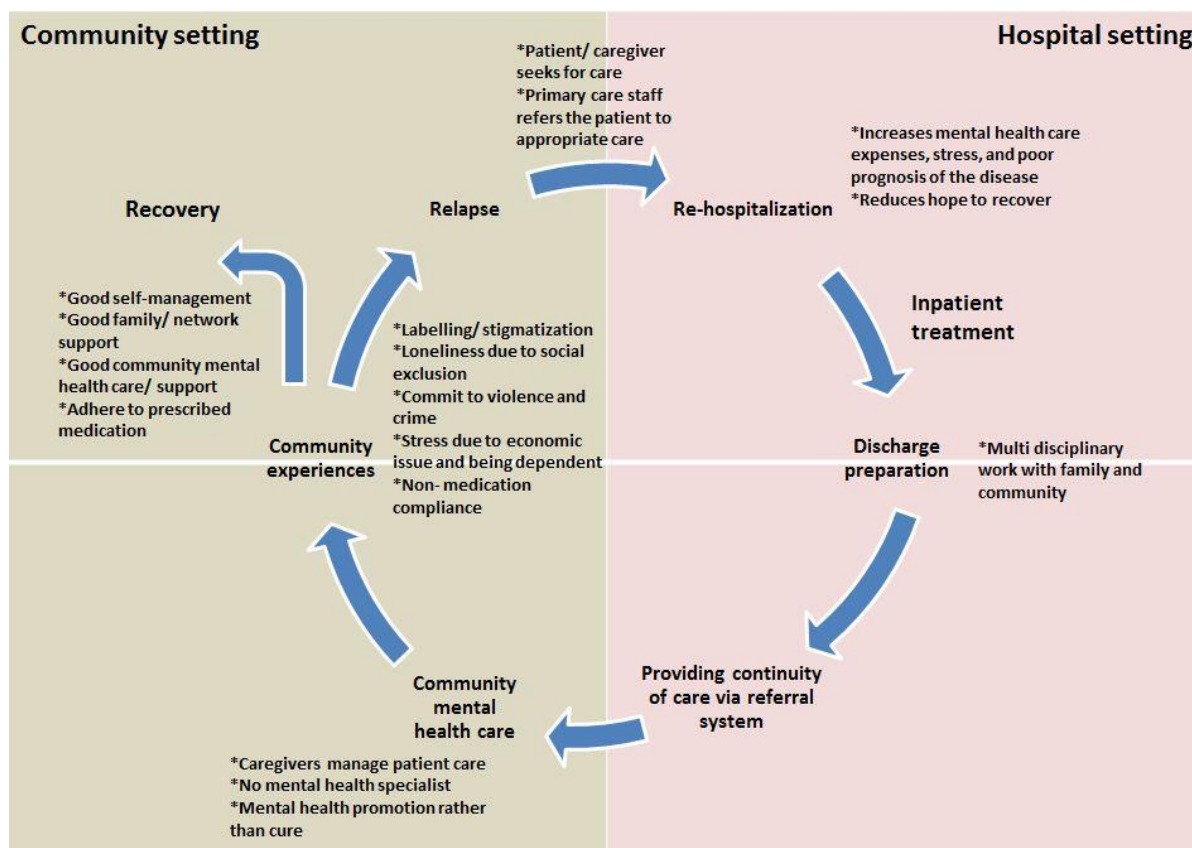 Community setting
Hospital setting
*Patient/ caregiver
seeks for care
*Primary care staff
refers the patient to
appropriate care
*Increases mental health care
expenses, stress, and poor
prognosis of the disease
*Reduces hope to recover
Recovery
Relapse
Re-hospitalization
*Good self-management
*Good family/ network
support
*Good community mental
health care/ support
*Adhere to prescribed
medication
*Labelling/ stigmatization
*Loneliness due to social
exclusion
*Commit to violence and
crime
*Stress due to economic
issue and being dependent
*Non- medication
compliance
Inpatient
treatment
Community
experiences
Discharge
preparation
*Multi disciplinary
work with family and
community
Community
mental
health care
Providing continuity
of care via referral
system
*Caregivers manage patient care
*No mental health specialist
*Mental health promotion rather
than cure